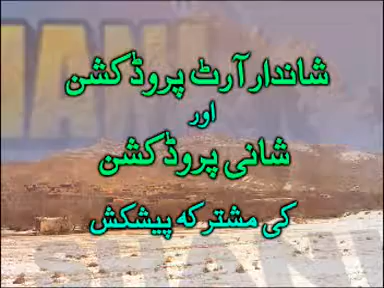 شاندار آرٹ پروڈکشن
اور
شانی پروڈکشن
کی مشترکہ پیشکش